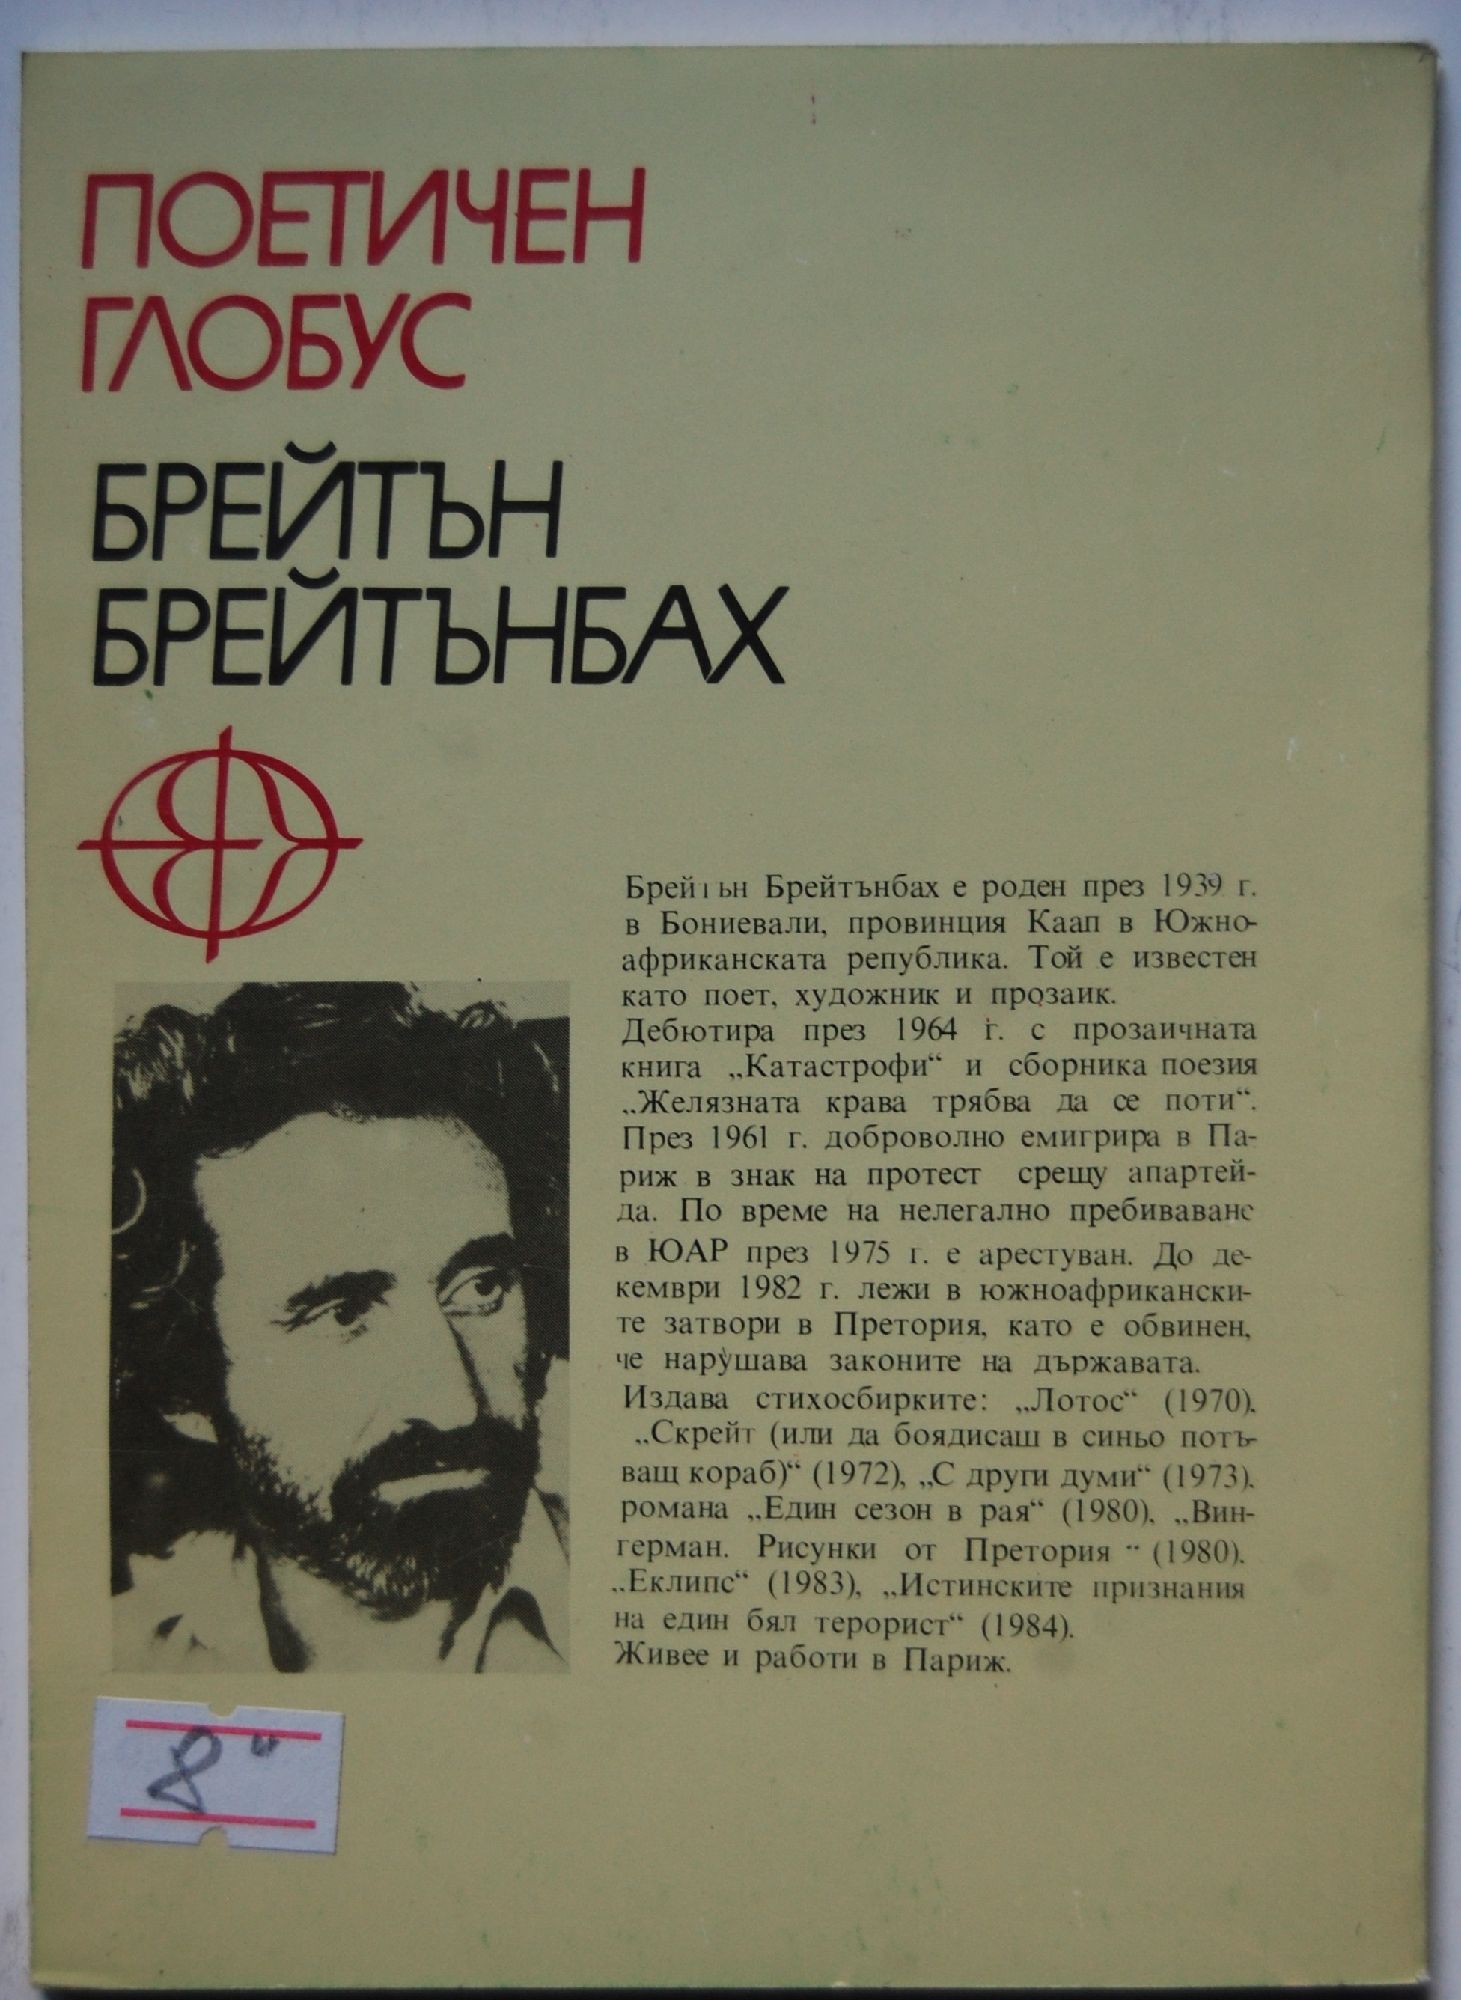 ПОЕТИЧЕН
ГЛОБУС
БРЕЙТЪН
БРЕЙТЪНБАХ
Брейтън Брейтънбах е роден през 1939 г.
в Бониевали, провинция Каап в Южно-
африканската република. Той е известен
като поет, художник и прозаик.
Дебютира през 1964 г. с прозаичната
книга „Катастрофи“ и сборника поезия
„Желязната крава трябва да се поти“.
През 1961 г. доброволно емигрира в Па-
риж в знак на протест срещу апартей-
да. По време на нелегално пребиваване
в ЮАР през 1975 г. е арестуван. До де-
кември 1982 г. лежи в южноафрикански-
те затвори в Претория, като е обвинен,
че нарушава законите на държавата.
Издава стихосбирките: „Лотос“ (1970),
„Скрейт (или да боядисаш в синьо потъ-
ващ кораб)“ (1972), „С други думи“ (1973),
романа „Един сезон в рая“ (1980), „Вин-
герман. Рисунки от Претория“ (1980),
„Еклипс“ (1983), „Истинските признания
на един бял терорист“ (1984).
Живее и работи в Париж.
8"